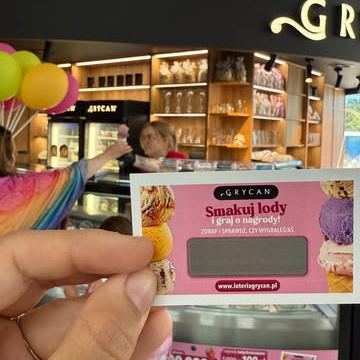 GR
GRYCAN
GRYCAN
Smakuj lody
i graj o nagrody!
ZDRAP I SPRAWDŹ, CZY WYGRAŁEŚ/AŚ
www.loteriagrycan.pl